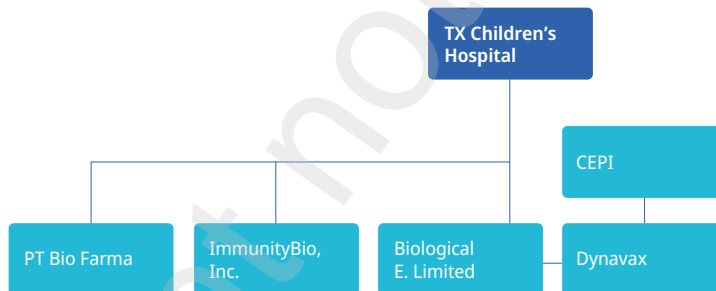 TX Children's
Hospital
CEPI
PT Bio Farma
ImmunityBio,
Inc.
Biological
E. Limited
Dynavax